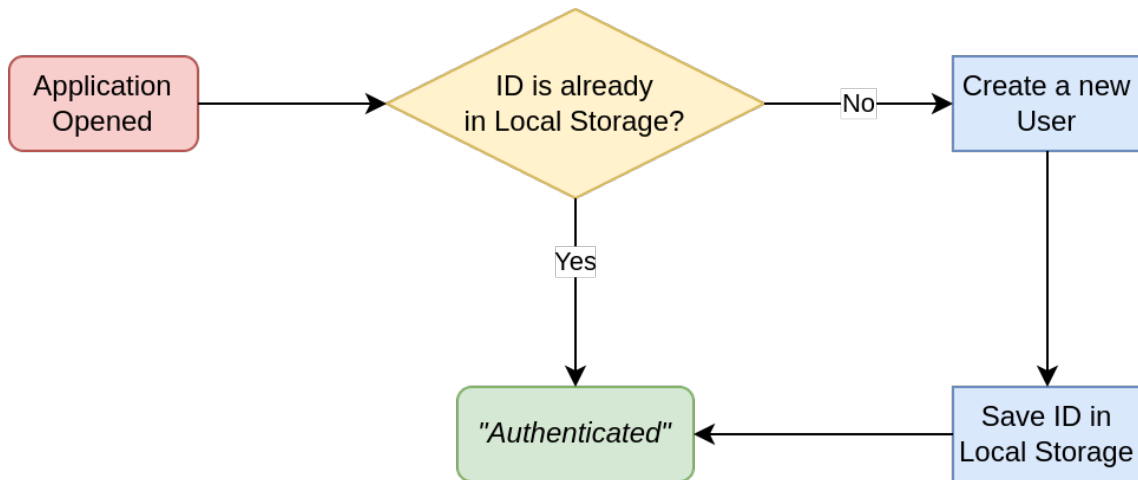 Application
Opened
ID is already
in Local Storage?
No
Create a new
User
Yes
"Authenticated"
Save ID in
Local Storage